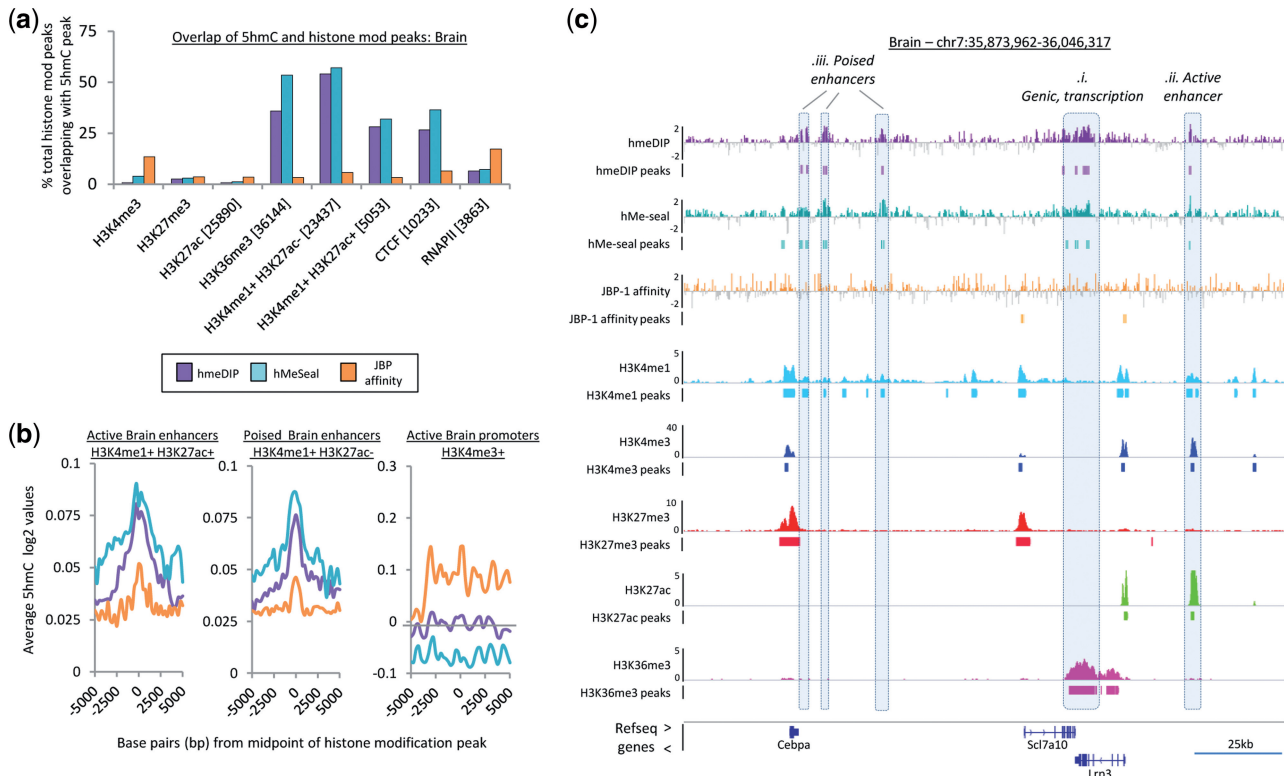 (a)
Overlap of 5hmC and histone mod peaks: Brain
% total histone mod peaks
overlapping with 5hmC peak
75
50
25
0
H3K4me3
H3K27me3
H3K27ac [25890]
H3K36me3 [36144]
H3K4me1+ H3K27ac- [23437]
H3K4me1+ H3K27ac+ [5053]
CTCF [10233]
RNAPII [3863]
hmeDIP
hMeSeal
JBP
affinity
(b)
Active Brain enhancers
H3K4me1+ H3K27ac+
Poised Brain enhancers
H3K4me1+ H3K27ac-
Active Brain promoters
H3K4me3+
Average 5hmC log2 values
0.1
0.075
0.05
0.025
0
0.1
0.075
0.05
0.025
0
0.3
0.2
0.1
0
-0.1
-5000
-2500
0
2500
5000
-5000
-2500
0
2500
5000
-5000
-2500
0
2500
5000
Base pairs (bp) from midpoint of histone modification peak
(c)
Brain – chr7:35,873,962-36,046,317
.iii. Poised
enhancers
.i.
Genic, transcription
.ii. Active
enhancer
hmeDIP
2
-2
hmeDIP peaks
hMe-seal
2
-2
hMe-seal peaks
JBP-1 affinity
2
-2
JBP-1 affinity peaks
H3K4me1
5
0
H3K4me1 peaks
H3K4me3
40
0
H3K4me3 peaks
H3K27me3
10
0
H3K27me3 peaks
H3K27ac
5
0
H3K27ac peaks
H3K36me3
5
0
H3K36me3 peaks
Refseq >
genes <
Cebpa
Scl7a10
Lrp3
25kb